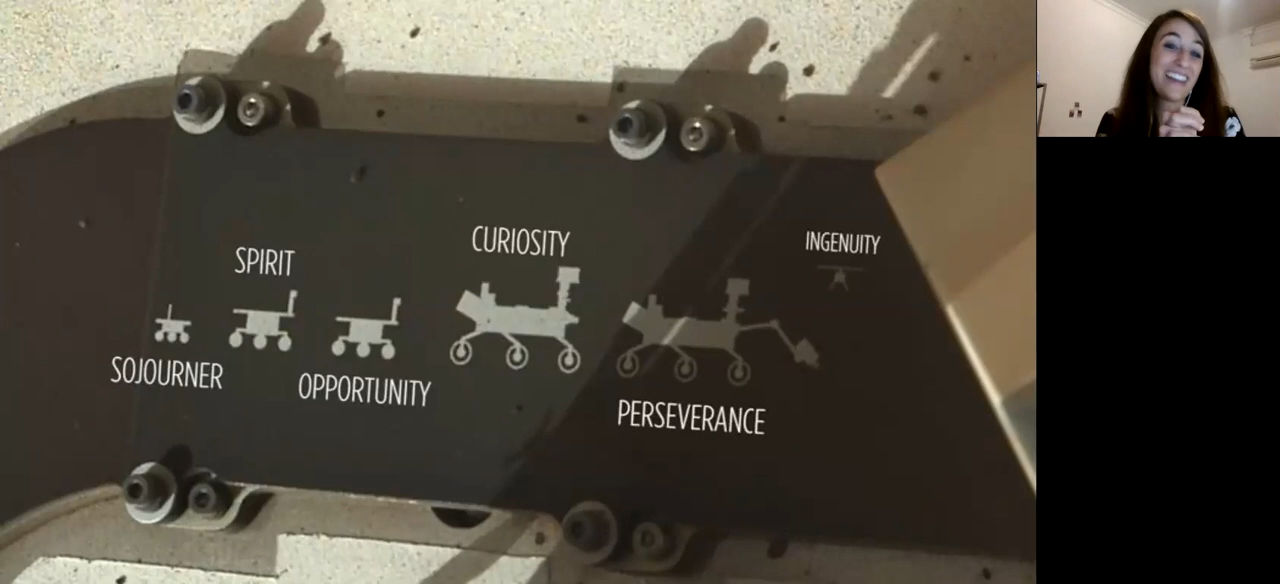 SOJOURNER
SPIRIT
OPPORTUNITY
CURIOSITY
PERSEVERANCE
INGENUITY